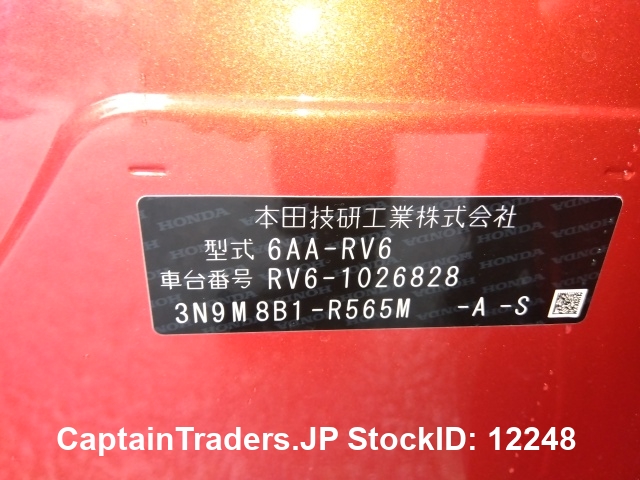 本田技研工業株式会社
型式 6AA-RV6
車台番号 RV6-1026828
3N9M8B1-R565M -A -S
CaptainTraders.JP StockID: 12248